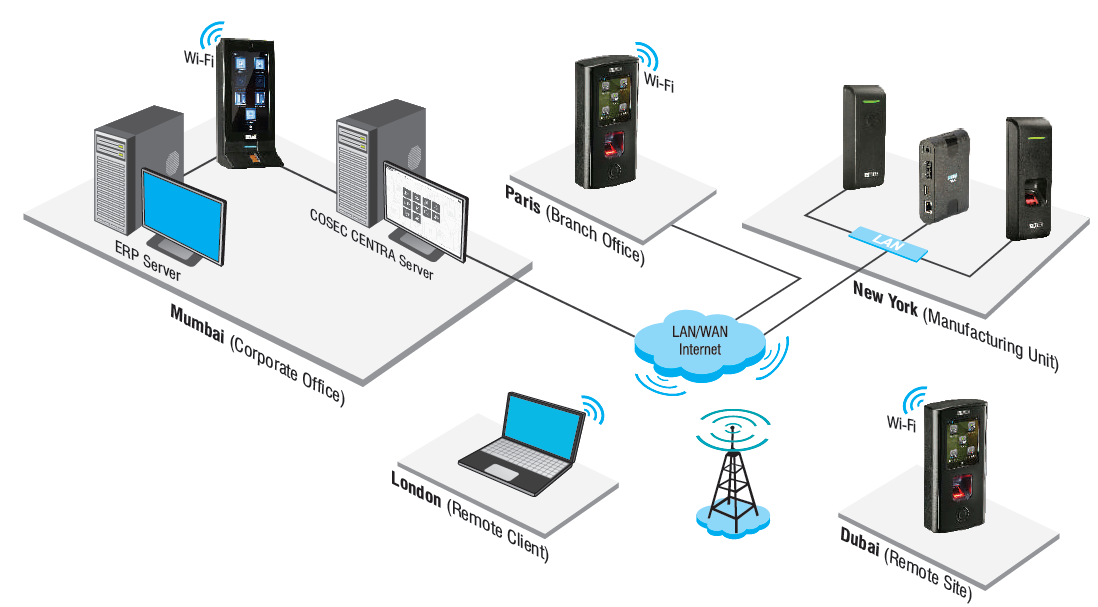 Wi-Fi
ERP Server
COSEC CENTRA Server
Mumbai (Corporate Office)
Wi-Fi
Paris (Branch Office)
LAN
New York (Manufacturing Unit)
LAN/WAN
Internet
London (Remote Client)
Wi-Fi
Dubai (Remote Site)